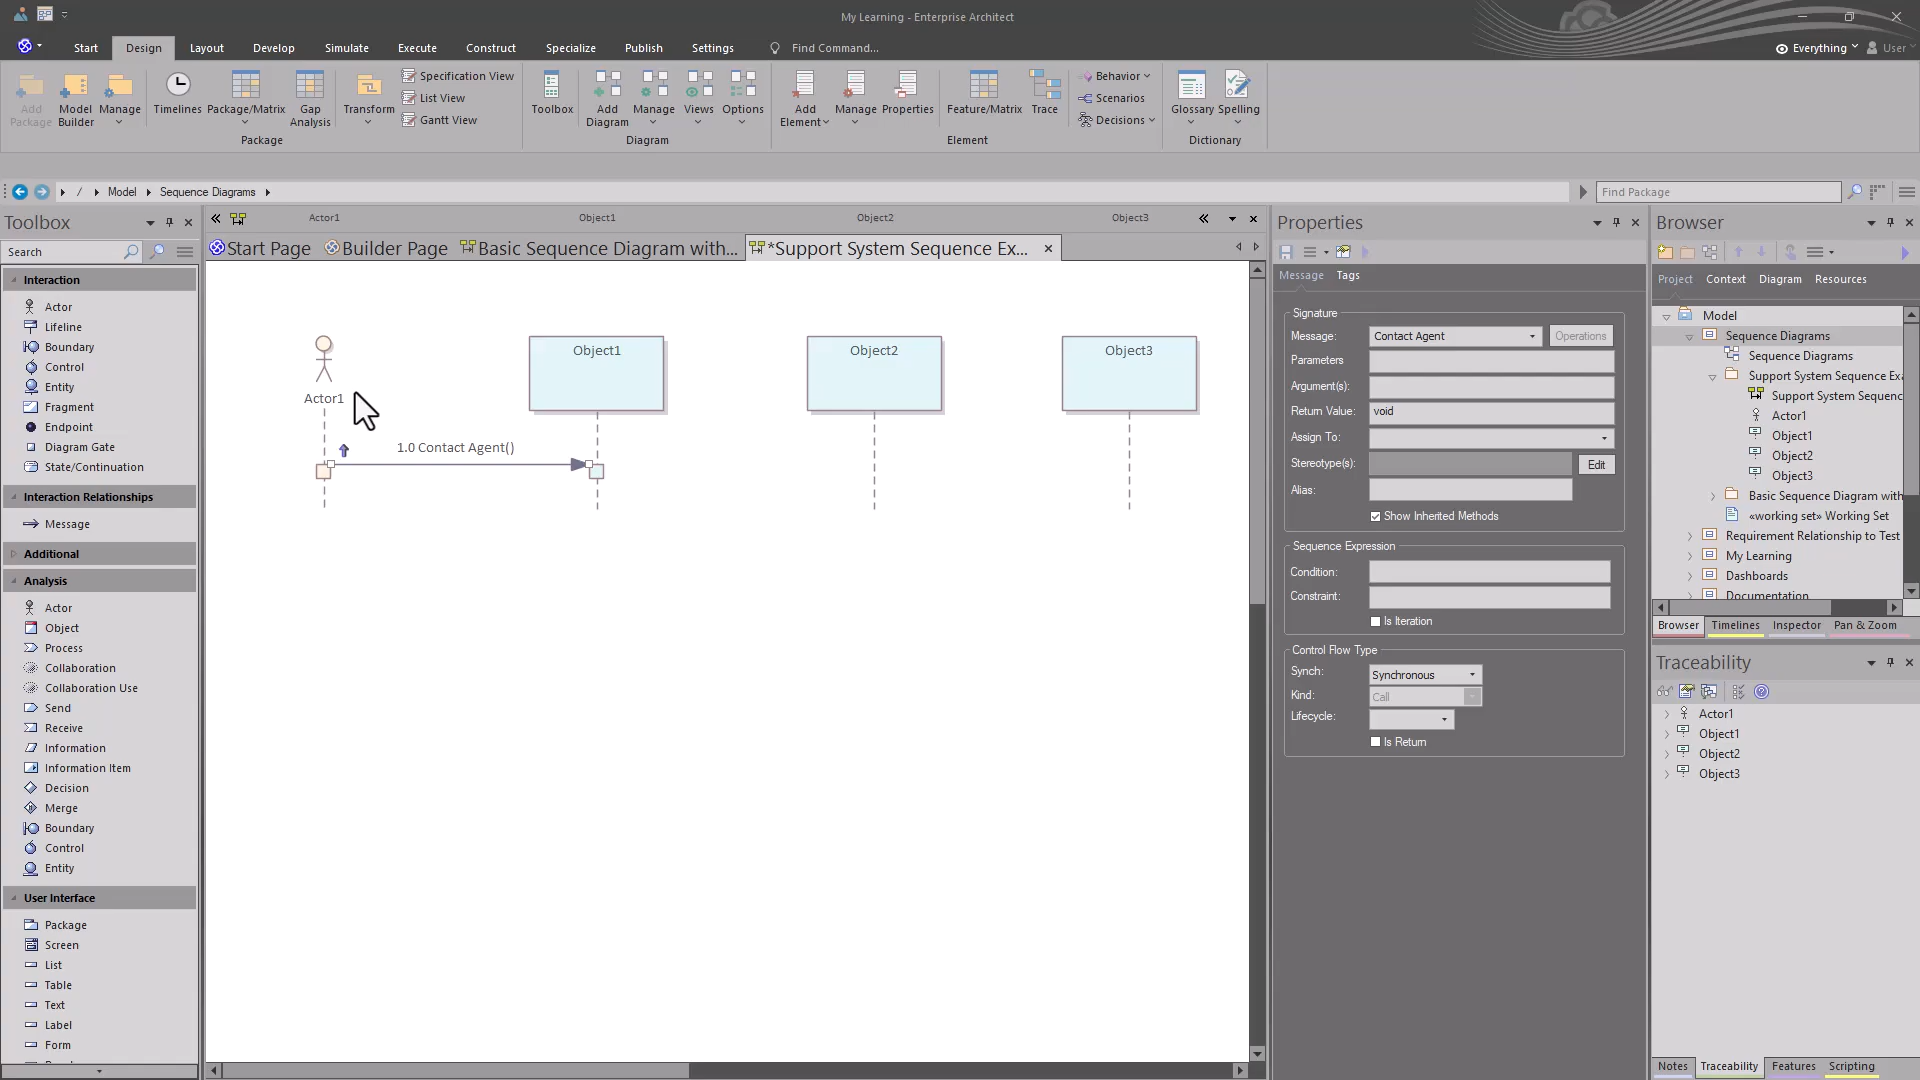 My Learning - Enterprise Architect
Start
Design
Layout
Develop
Simulate
Execute
Construct
Specialize
Publish
Settings
Find Command...
Everything
User
Add Package
Model Builder
Manage
Timelines
Package/Matrix
Gap Analysis
Transform
Specification View
List View
Gantt View
Package
Toolbox
Add Diagram
Manage
Views
Options
Diagram
Add Element
Manage
Properties
Feature/Matrix
Trace
Behavior
Scenarios
Decisions
Element
Glossary
Spelling
Dictionary
/
Model
Sequence Diagrams
Find Package
Toolbox
Search
Interaction
Actor
Lifeline
Boundary
Control
Entity
Fragment
Endpoint
Diagram Gate
State/Continuation
Interaction Relationships
Message
Additional
Analysis
Actor
Object
Process
Collaboration
Collaboration Use
Send
Receive
Information
Information Item
Decision
Merge
Boundary
Control
Entity
User Interface
Package
Screen
List
Table
Text
Label
Form
Actor1
Object1
Object2
Object3
Start Page
Builder Page
Basic Sequence Diagram with...
*Support System Sequence Ex...
Object1
Object2
Object3
Actor1
1.0 Contact Agent()
Properties
Message
Tags
Signature
Message:
Contact Agent
Operations
Parameters
Argument(s):
Return Value:
void
Assign To:
Stereotype(s):
Edit
Alias:
Show Inherited Methods
Sequence Expression
Condition:
Constraint:
Is Iteration
Control Flow Type
Synch:
Synchronous
Kind:
Call
Lifecycle:
Is Return
Browser
Project
Context
Diagram
Resources
Model
Sequence Diagrams
Sequence Diagrams
Support System Sequence Exa
Support System Sequenc
Actor1
Object1
Object2
Object3
Basic Sequence Diagram with
«working set» Working Set
Requirement Relationship to Test
My Learning
Dashboards
Documentation
Browser
Timelines
Inspector
Pan & Zoom
Traceability
Actor1
Object1
Object2
Object3
Notes
Traceability
Features
Scripting